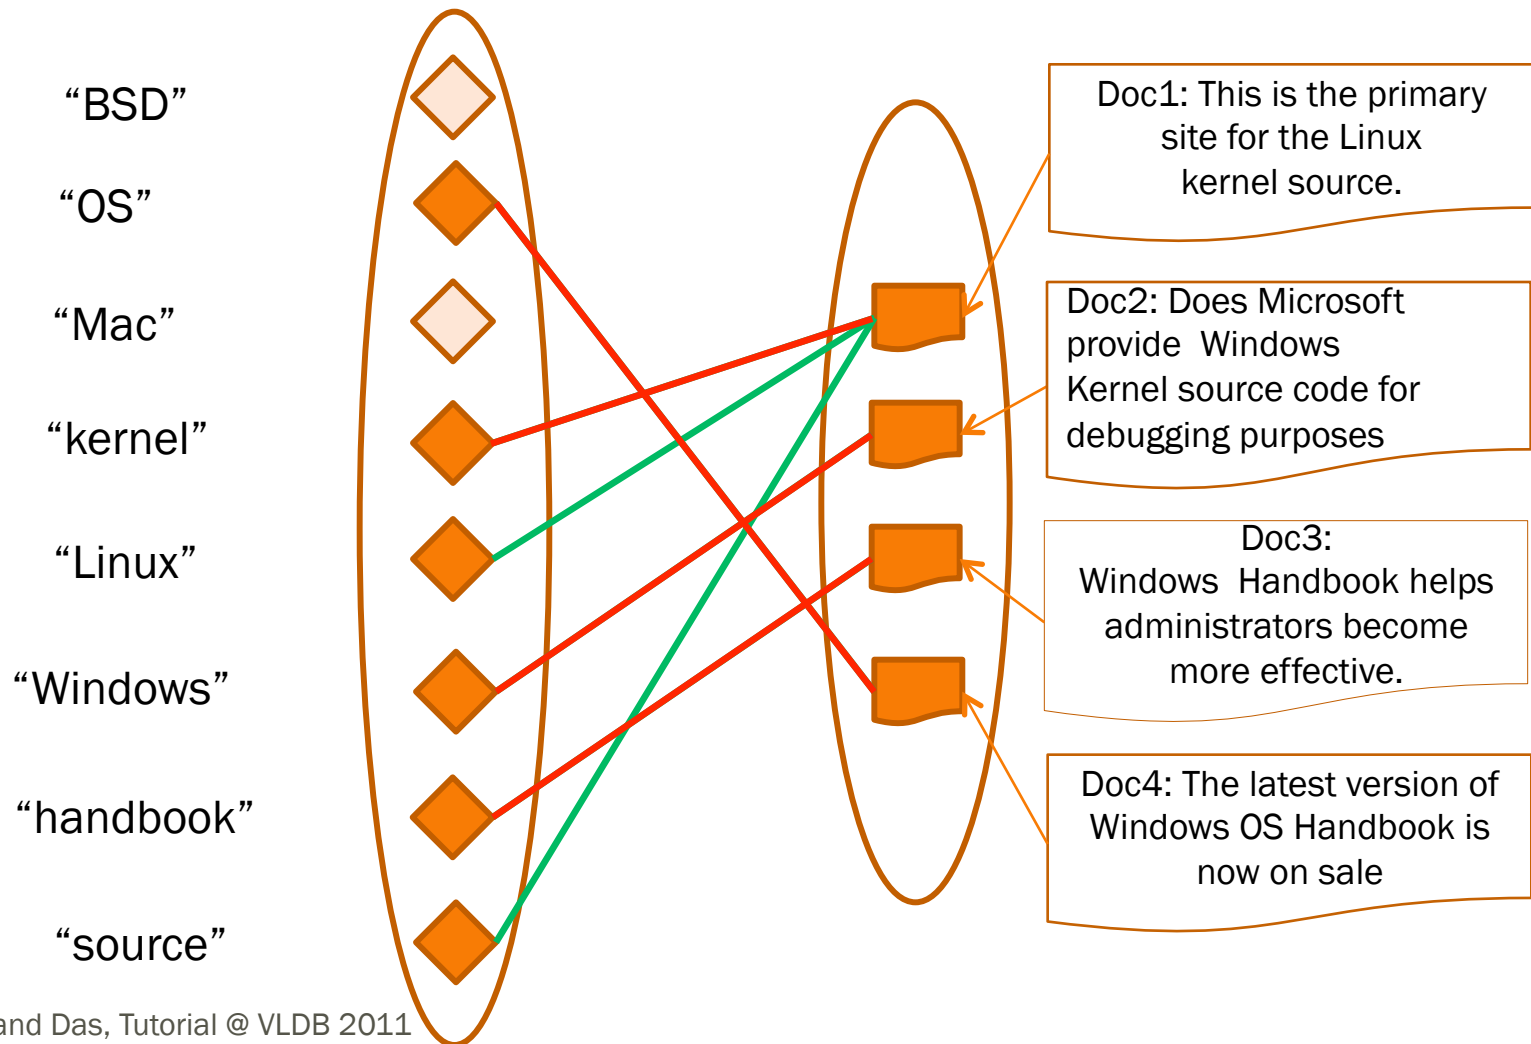 “BSD”
“OS”
“Mac”
“kernel”
“Linux”
“Windows”
“handbook”
“source”
Doc1: This is the primary
site for the Linux
kernel source.
Doc2: Does Microsoft
provide Windows
Kernel source code for
debugging purposes
Doc3:
Windows Handbook helps
administrators become
more effective.
Doc4: The latest version of
Windows OS Handbook is
now on sale
and Das, Tutorial @ VLDB 2011